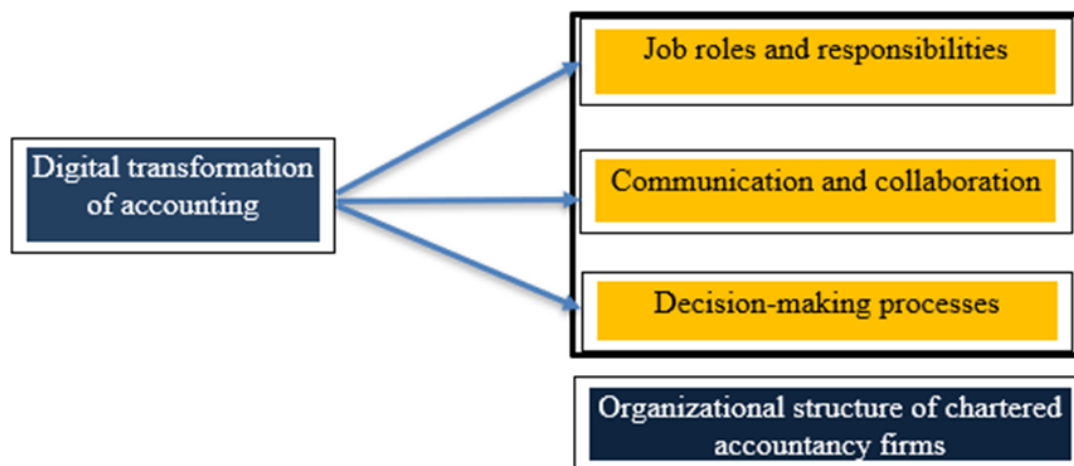 Job roles and responsibilities
Digital transformation
of accounting
Communication and collaboration
Decision-making processes
Organizational structure of chartered
accountancy firms